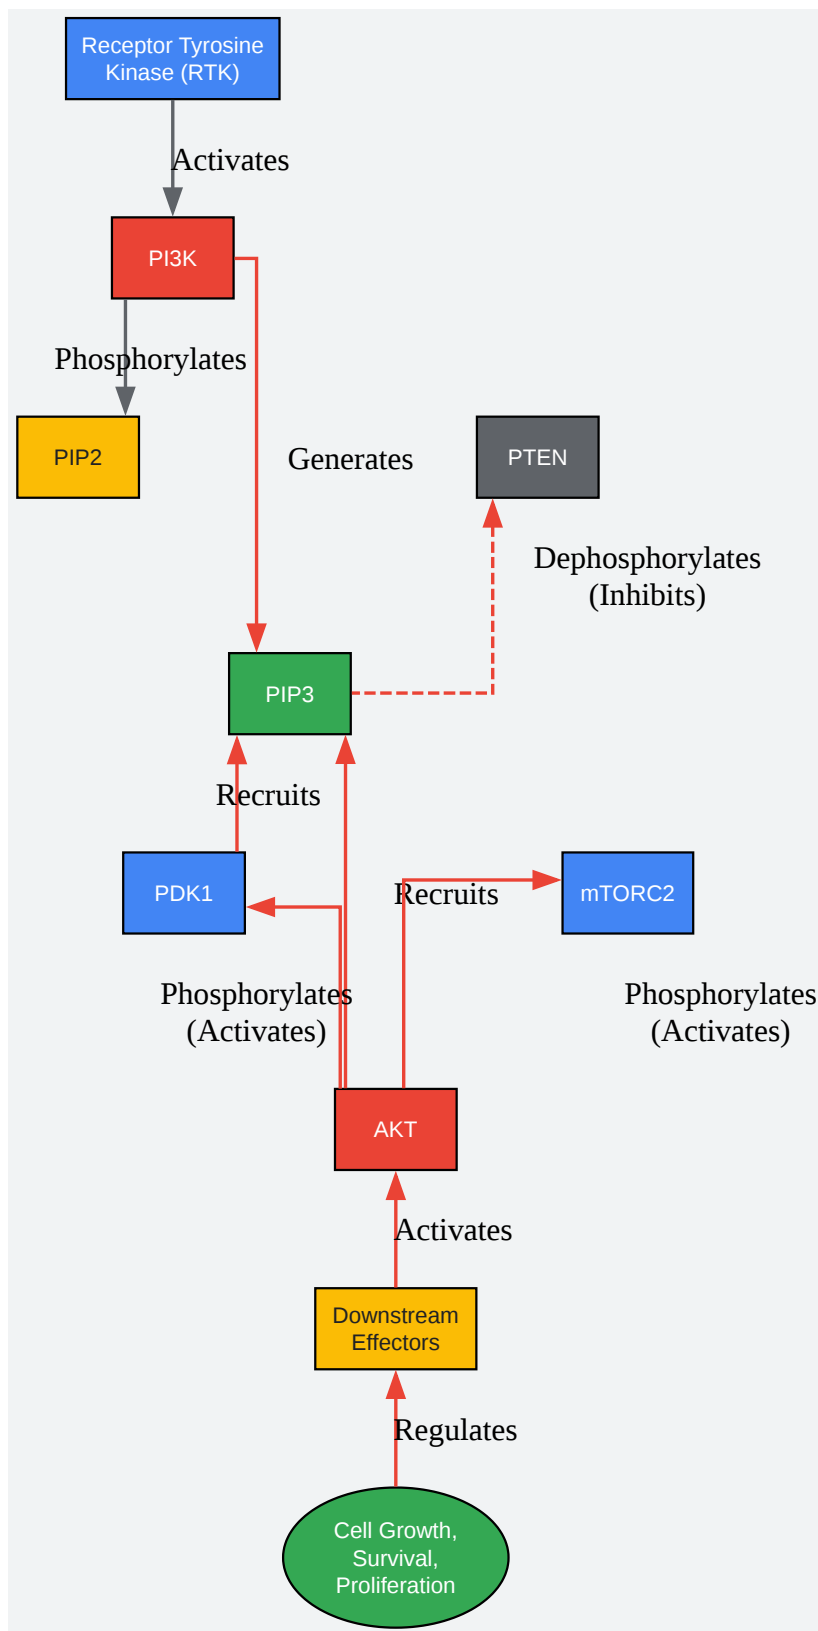 Receptor Tyrosine
Kinase (RTK)
Activates
PI3K
Phosphorylates
PIP2
Generates
PTEN
Dephosphorylates
(Inhibits)
PIP3
Recruits
PDK1
Recruits
mTORC2
Phosphorylates
(Activates)
Phosphorylates
(Activates)
AKT
Activates
Downstream
Effectors
Regulates
Cell Growth,
Survival,
Proliferation